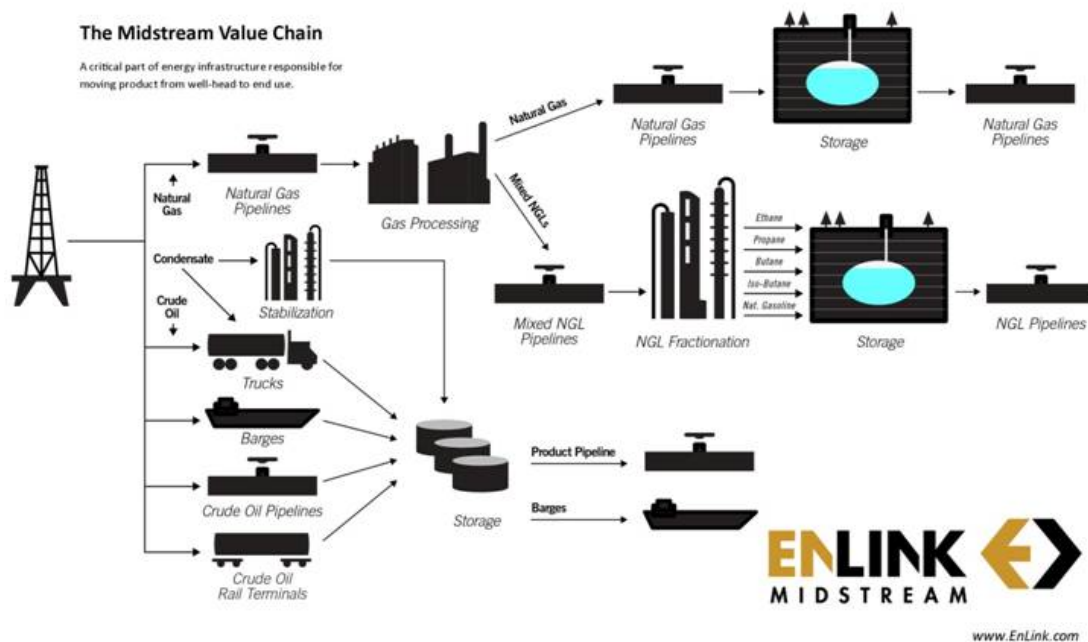 The Midstream Value Chain
A critical part of energy infrastructure responsible for
moving product from well-head to end use.
Natural Gas
Natural Gas
Pipelines
Storage
Natural Gas
Pipelines
Natural
Gas
Natural Gas
Pipelines
Gas Processing
Mixed NGLs
Ethane
Propane
Butane
Iso-Butane
Nat. Gasoline
Mixed NGL
Pipelines
NGL Fractionation
Storage
NGL Pipelines
Condensate
Stabilization
Crude
Oil
Trucks
Barges
Crude Oil Pipelines
Crude Oil
Rail Terminals
Storage
Product Pipeline
Barges
ENLINK
MIDSTREAM
www.EnLink.com